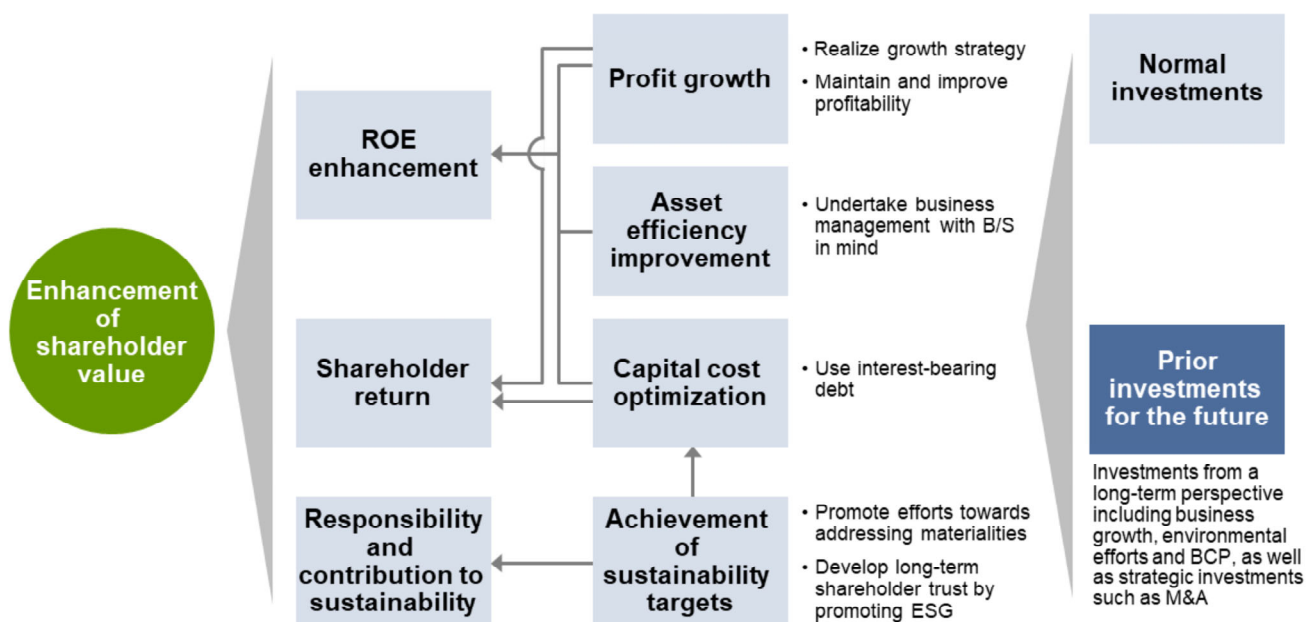 Enhancement
of
shareholder
value
ROE
enhancement
Shareholder
return
Responsibility
and
contribution to
sustainability
Profit growth
• Realize growth strategy
• Maintain and improve
profitability
Asset
efficiency
improvement
• Undertake business
management with B/S
in mind
Capital cost
optimization
• Use interest-bearing
debt
Achievement
of
sustainability
targets
• Promote efforts towards
addressing materialities
• Develop long-term
shareholder trust by
promoting ESG
Normal
investments
Prior
investments
for the future
Investments from a
long-term perspective
including business
growth, environmental
efforts and BCP, as well
as strategic investments
such as M&A